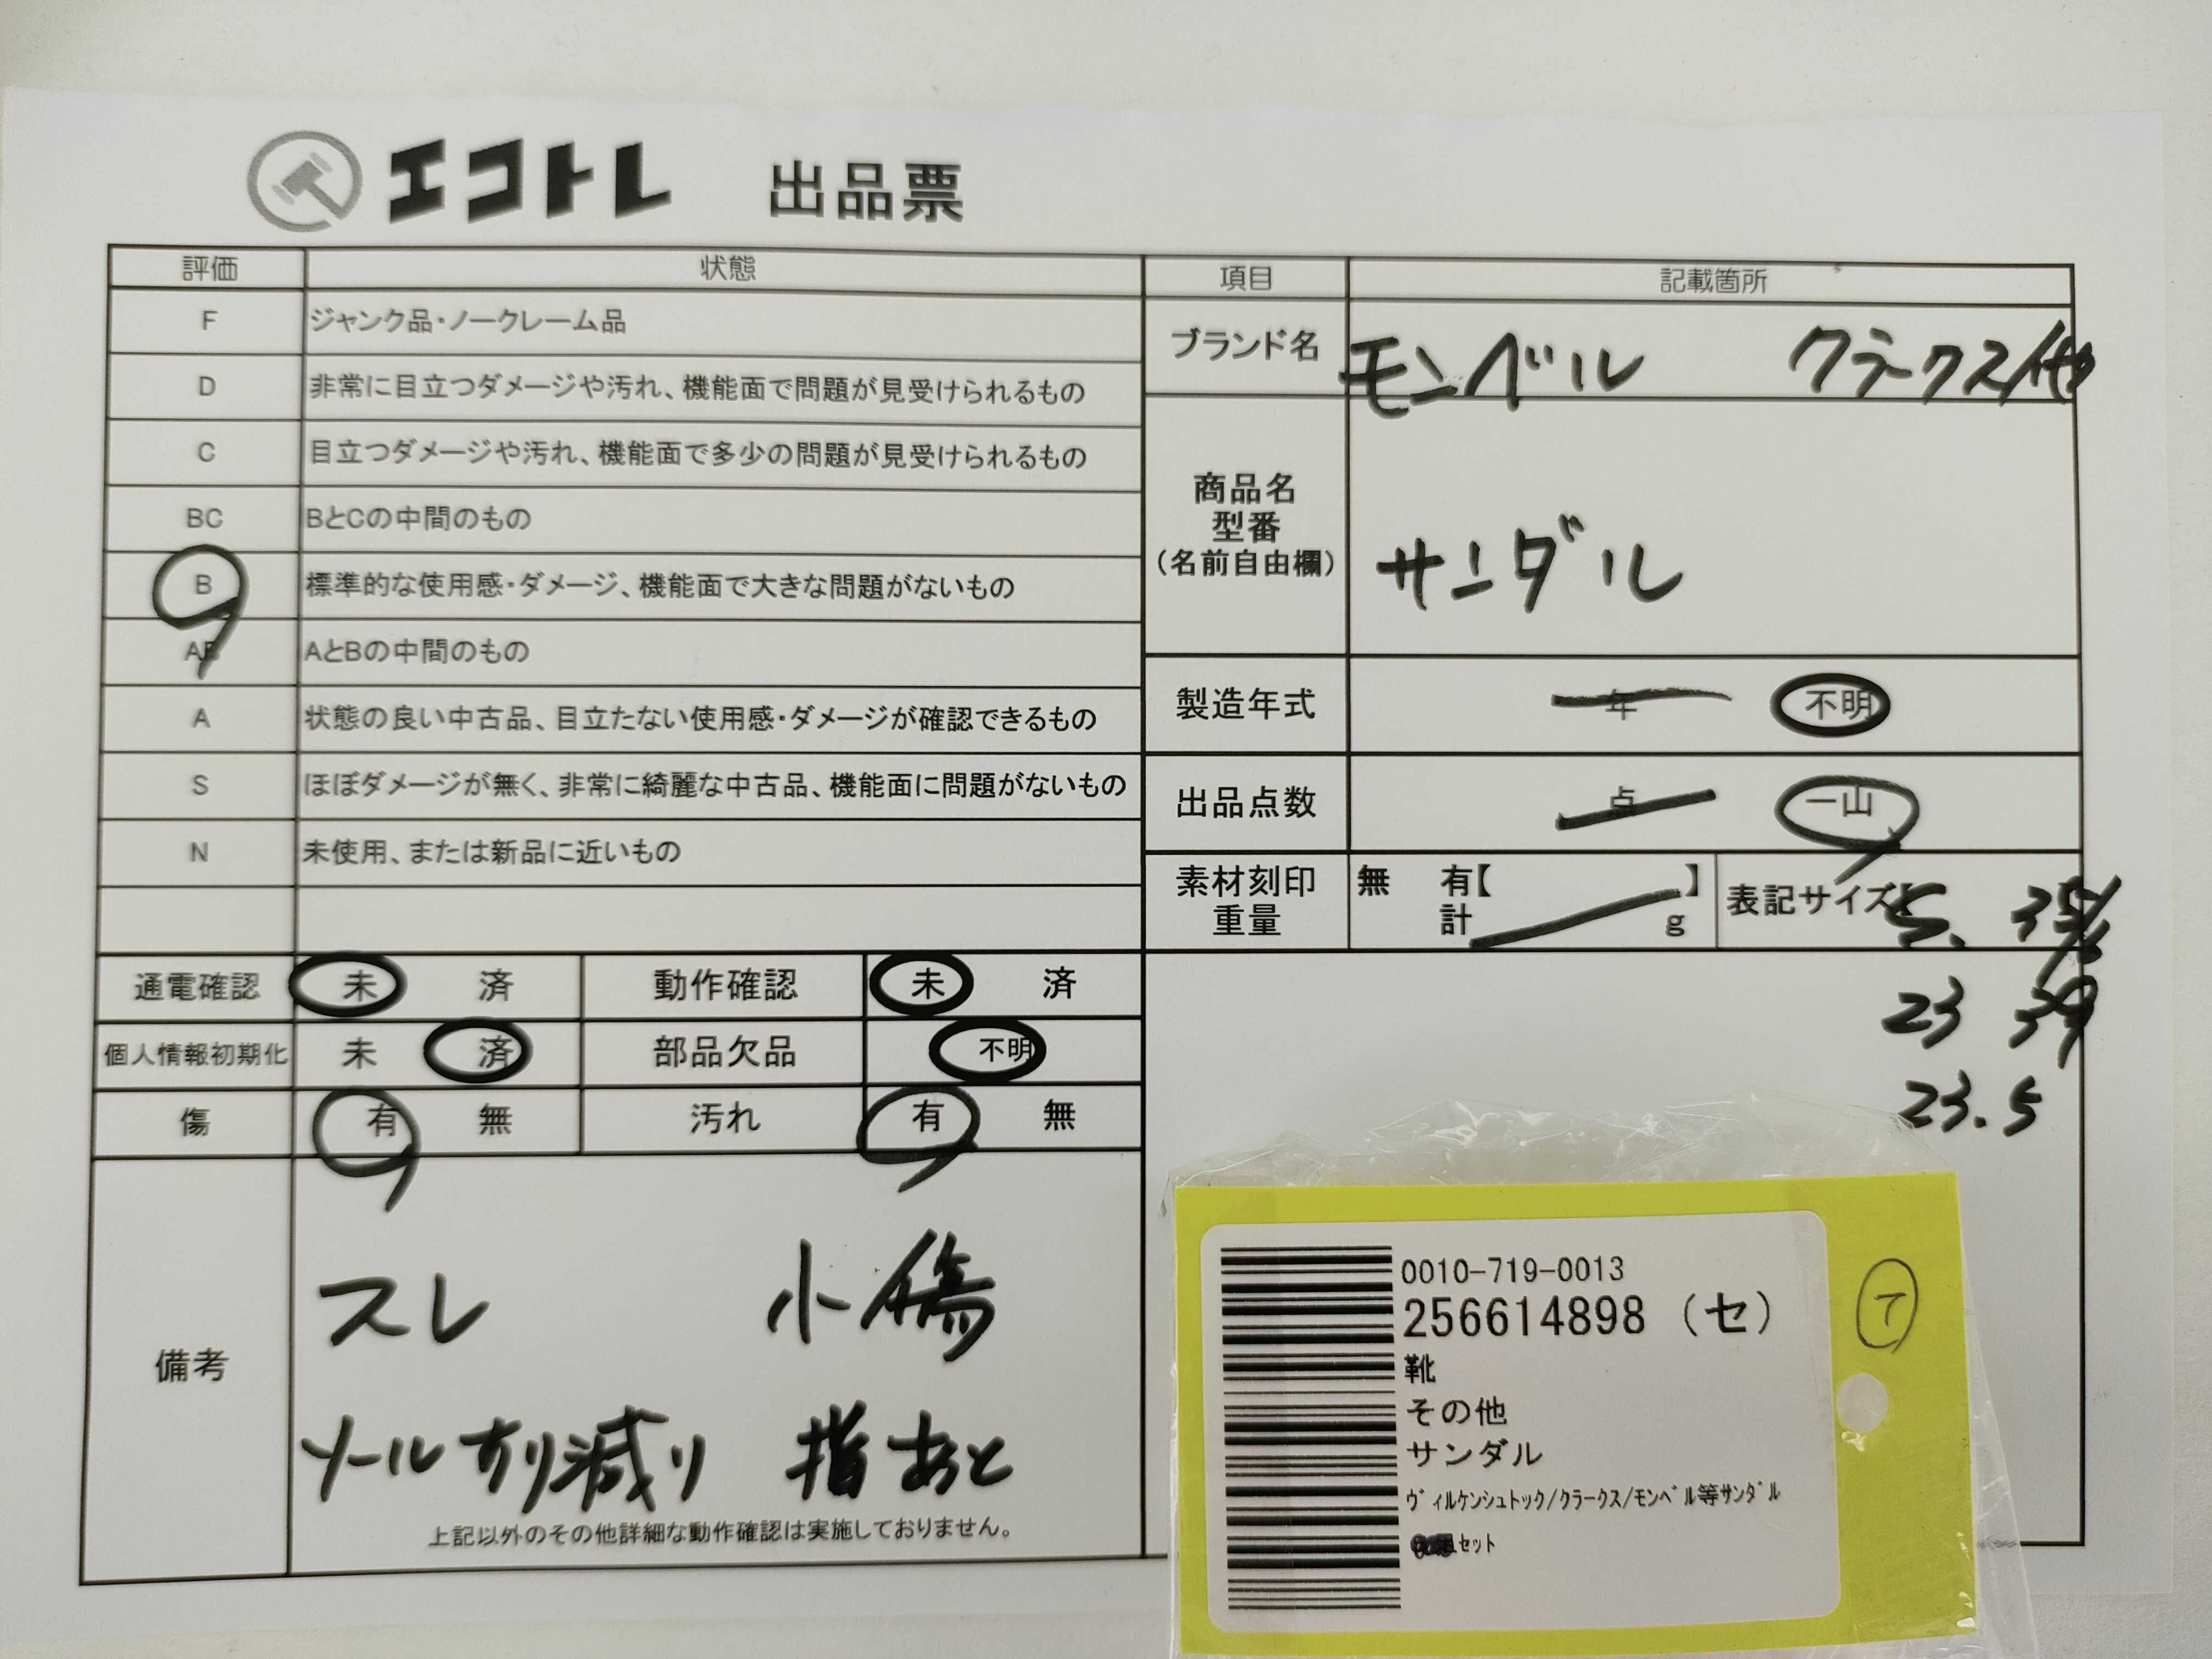 エコトレ 出品票
評価 状態 項目 記載箇所
F ジャンク品・ノークレーム品
D 非常に目立つダメージや汚れ、機能面で問題が見受けられるもの
C 目立つダメージや汚れ、機能面で多少の問題が見受けられるもの
BC BとCの中間のもの
B 標準的な使用感・ダメージ、機能面で大きな問題がないもの
AB AとBの中間のもの
A 状態の良い中古品、目立たない使用感・ダメージが確認できるもの
S ほぼダメージが無く、非常に綺麗な中古品、機能面に問題がないもの
N 未使用、または新品に近いもの
ブランド名 モンベル クラークス/他
商品名
型番
(名前自由欄)
サンダル
製造年式 年 不明
出品点数 点 一山
素材刻印 無 有【 】
重量 計 g
表記サイズ【 5.
23
23.5
通電確認 未 済 動作確認 未 済
個人情報初期化 未 済 部品欠品 不明
傷 有 無 汚れ 有 無
備考
スレ 小傷
ソール削り減り 指あと
上記以外のその他詳細な動作確認は実施しておりません。
0010-719-0013
256614898 (セ)
靴
その他
サンダル
ヴィルケンシュトック/クラークス/モンベル等サンダル
セット